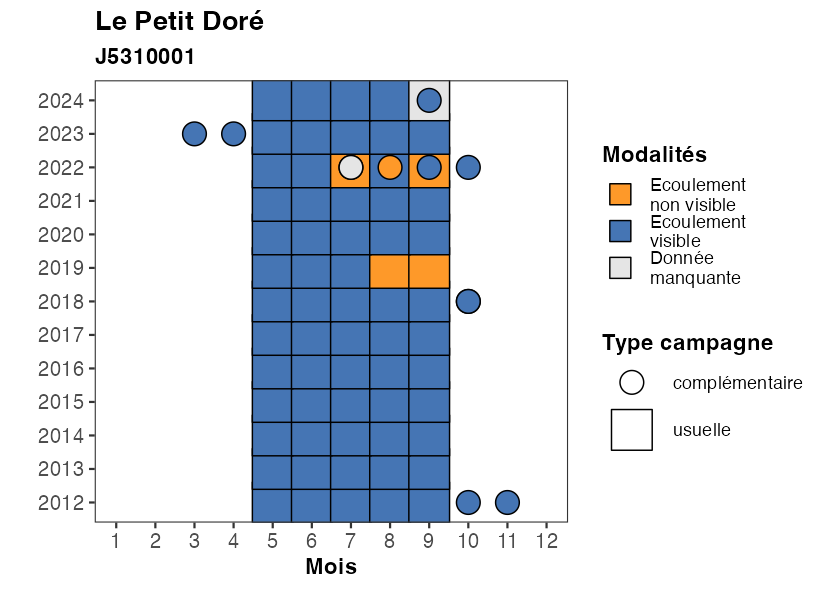 Le Petit Doré
J5310001
2024
2023
2022
2021
2020
2019
2018
2017
2016
2015
2014
2013
2012
1 2 3 4 5 6 7 8 9 10 11 12
Mois
Modalités
Ecoulement
non visible
Ecoulement
visible
Donnée
manquante
Type campagne
complémentaire
usuelle